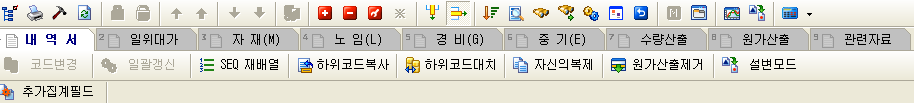 내 역 서 2 일위대가 3 자 재(M) 4 노 임(L) 5 경 비(G) 6 중 기(E) 7 수량산출 8 원가산출 9 관련자료
코드변경 일괄갱신 SEQ 재배열 하위코드복사 하위코드대치 자신의복제 원가산출제거 설변모드
추가집계필드